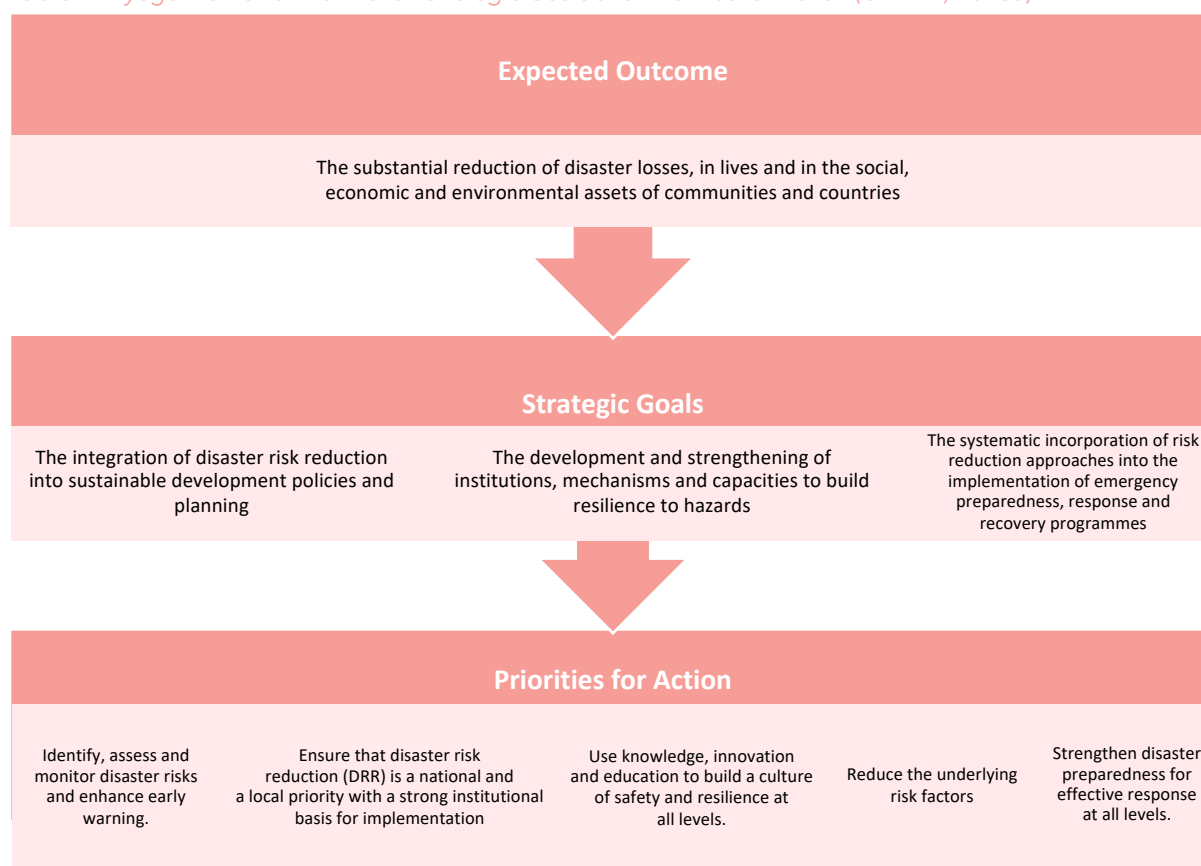 Expected Outcome
The substantial reduction of disaster losses, in lives and in the social,
economic and environmental assets of communities and countries
Strategic Goals
The integration of disaster risk reduction
into sustainable development policies and
planning
The development and strengthening of
institutions, mechanisms and capacities to build
resilience to hazards
The systematic incorporation of risk
reduction approaches into the
implementation of emergency
preparedness, response and
recovery programmes
Priorities for Action
Identify, assess and
monitor disaster risks
and enhance early
warning.
Ensure that disaster risk
reduction (DRR) is a national and
a local priority with a strong institutional
basis for implementation
Use knowledge, innovation
and education to build a culture
of safety and resilience at
all levels.
Reduce the underlying
risk factors
Strengthen disaster
preparedness for
effective response
at all levels.